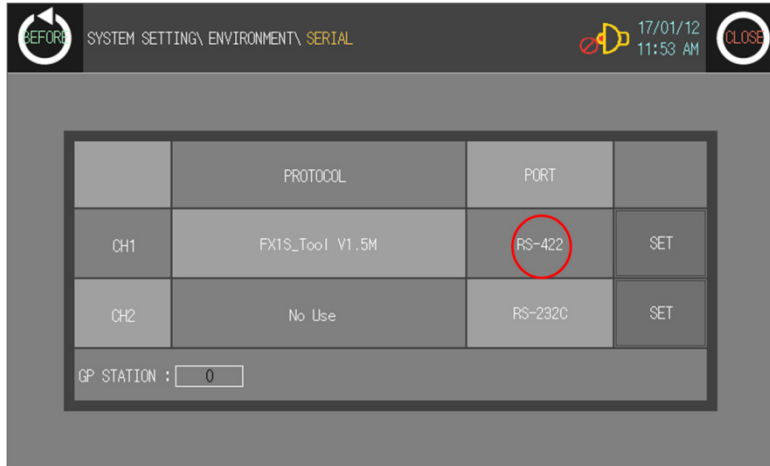 BEFORE
SYSTEM SETTING\ ENVIRONMENT\ SERIAL
17/01/12
11:53 AM
CLOSE
PROTOCOL PORT
CH1 FX1S_Tool V1.5M RS-422 SET
CH2 No Use RS-232C SET
GP STATION : 0